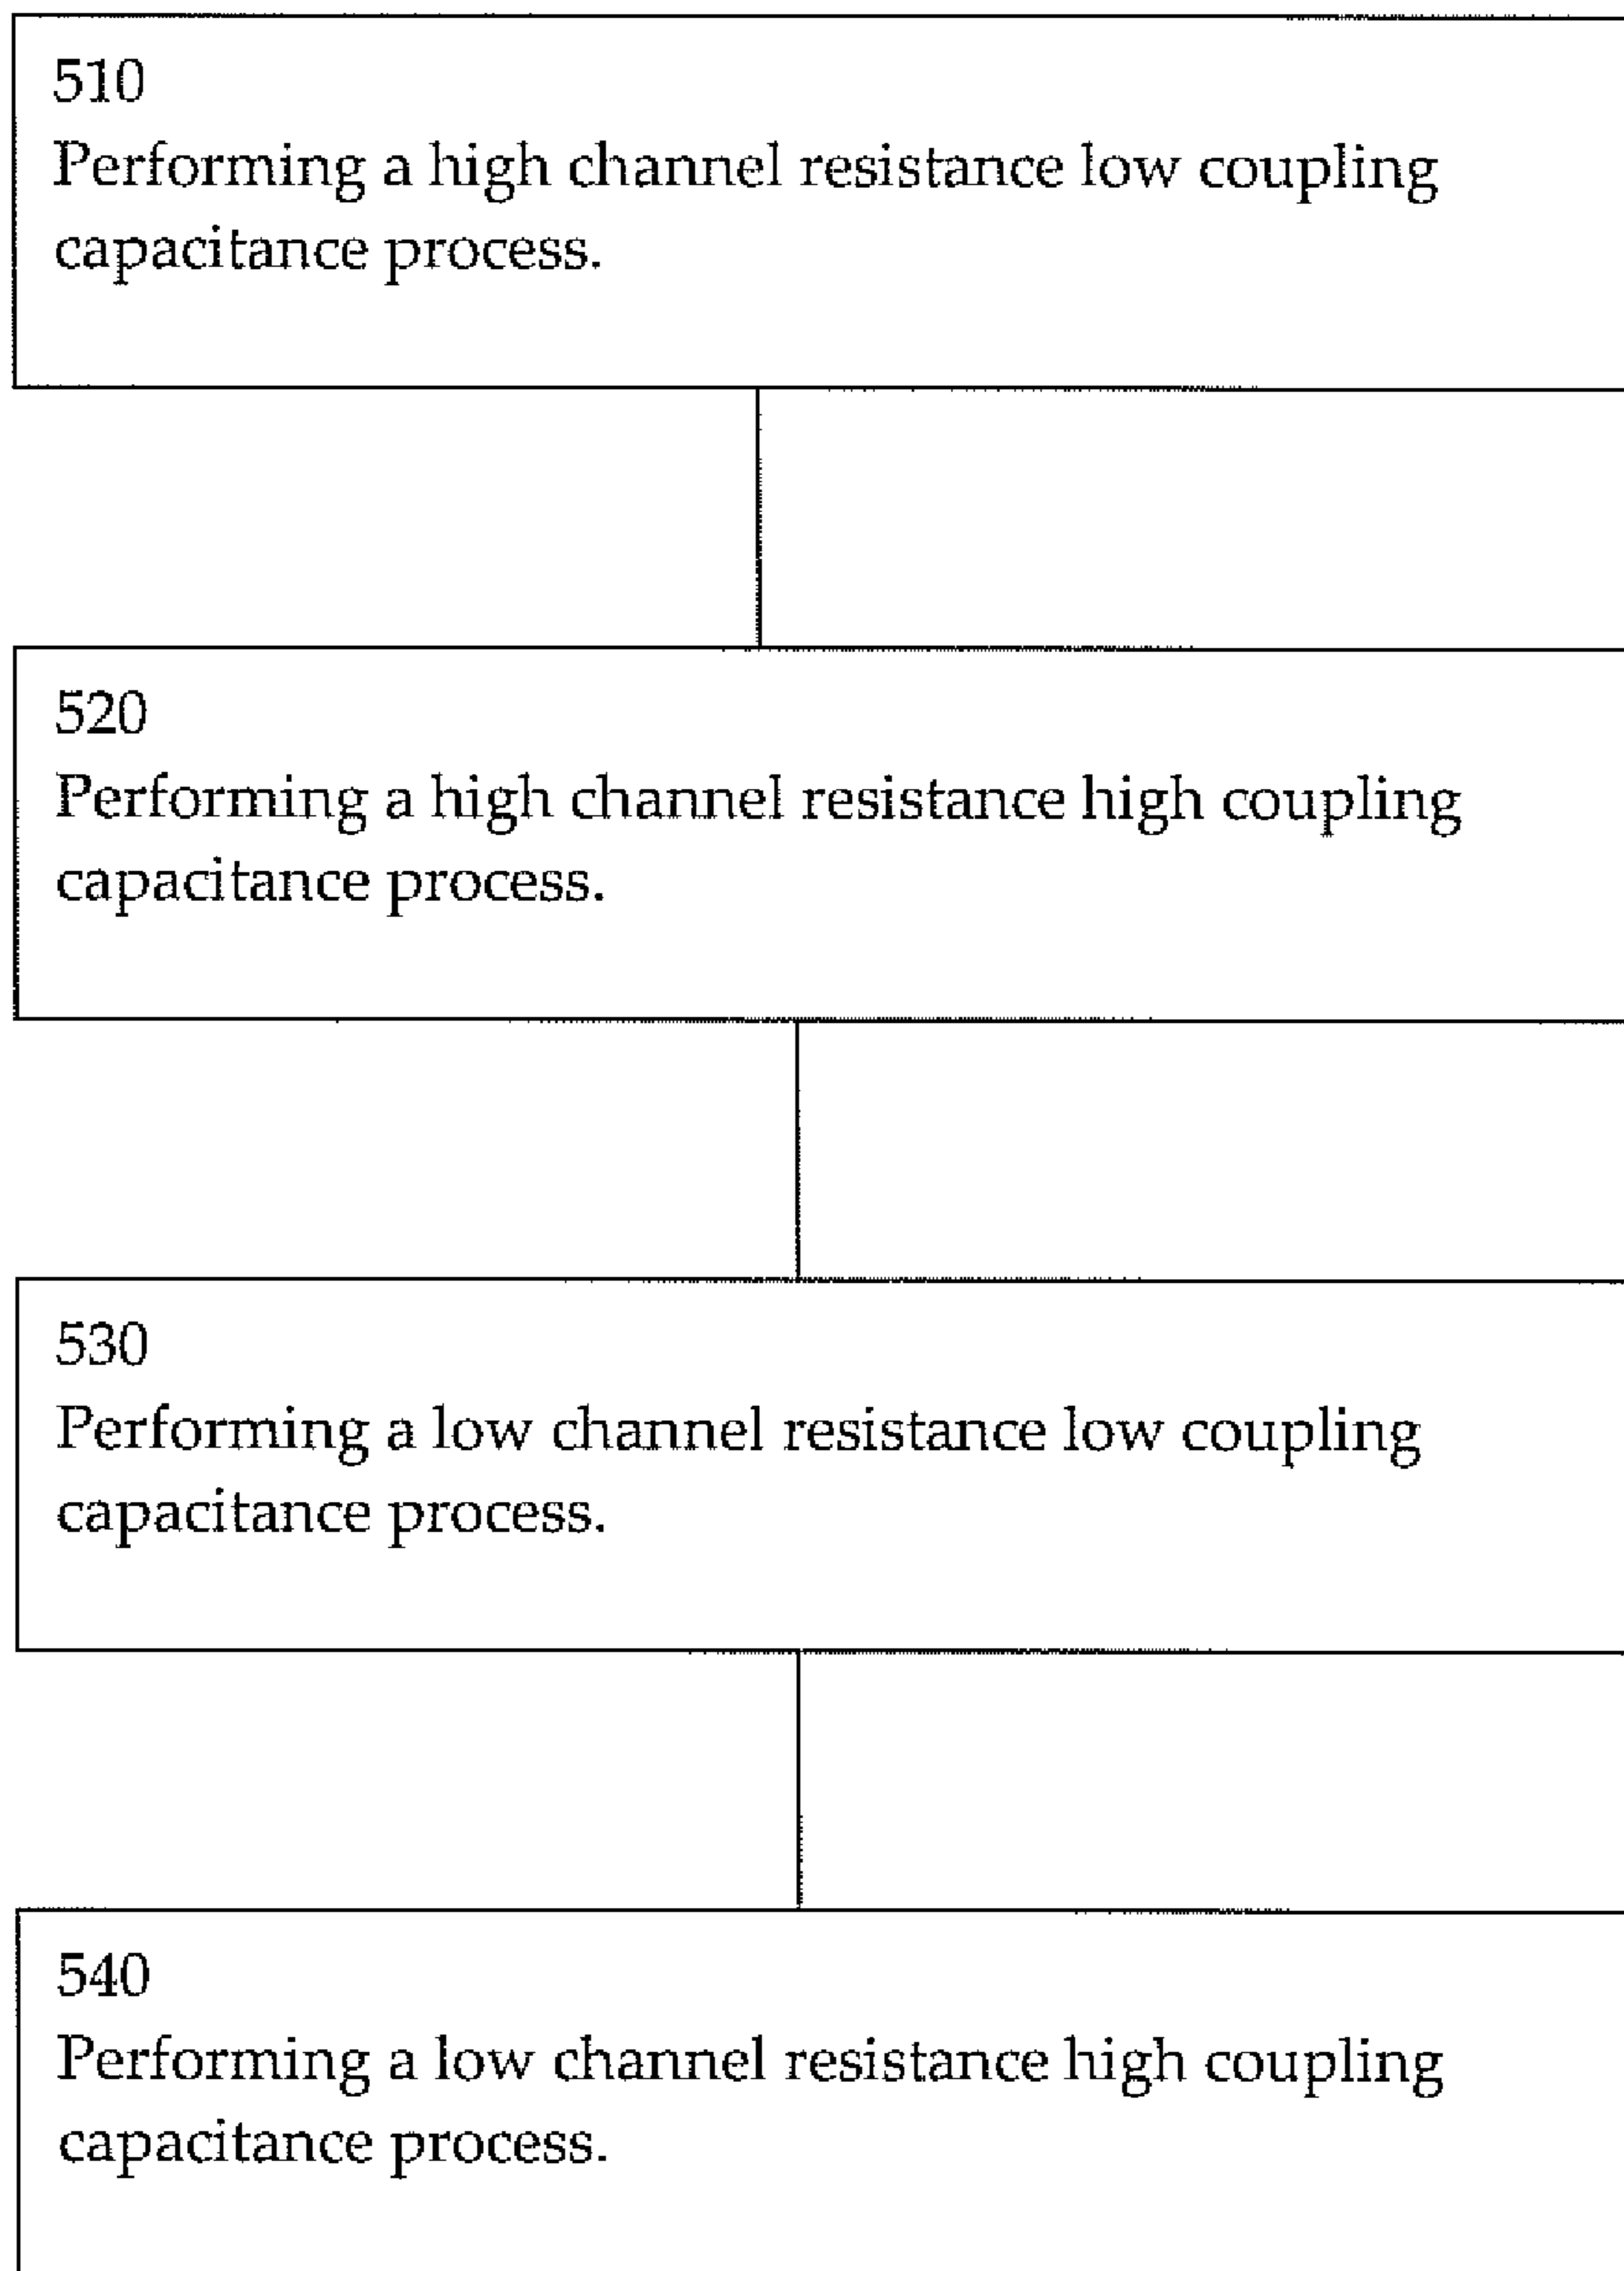 510
Performing a high channel resistance low coupling
capacitance process.
520
Performing a high channel resistance high coupling
capacitance process.
530
Performing a low channel resistance low coupling
capacitance process.
540
Performing a low channel resistance high coupling
capacitance process.